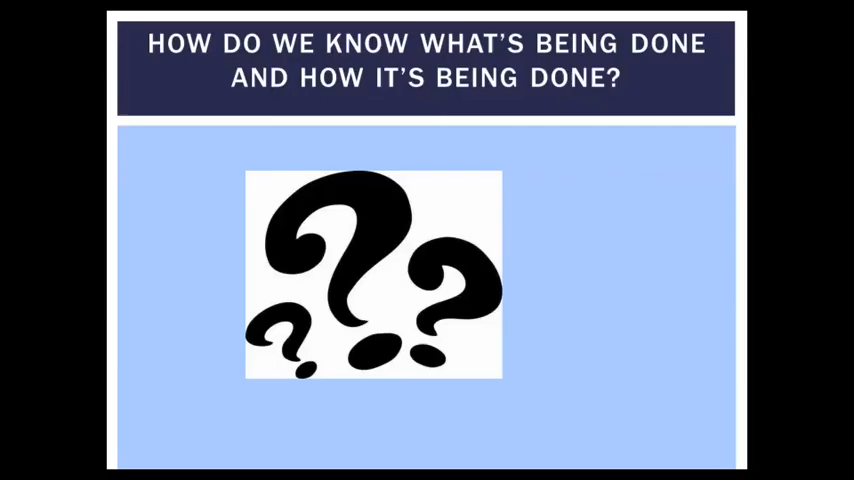 HOW DO WE KNOW WHAT'S BEING DONE
AND HOW IT'S BEING DONE?